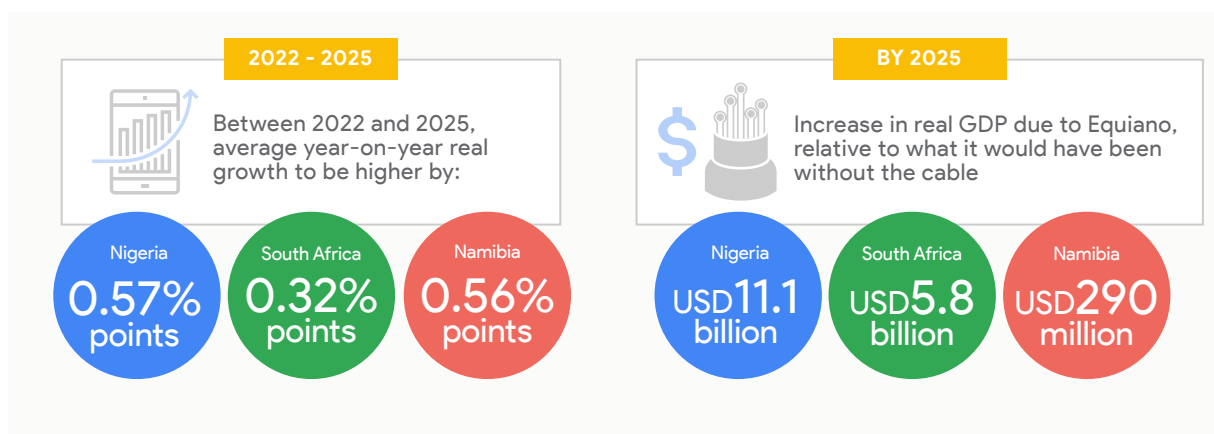 2022 - 2025
Between 2022 and 2025,
average year-on-year real
growth to be higher by:
Nigeria
0.57%
points
South Africa
0.32%
points
Namibia
0.56%
points
BY 2025
$
Increase in real GDP due to Equiano,
relative to what it would have been
without the cable
Nigeria
USD11.1
billion
South Africa
USD5.8
billion
Namibia
USD290
million